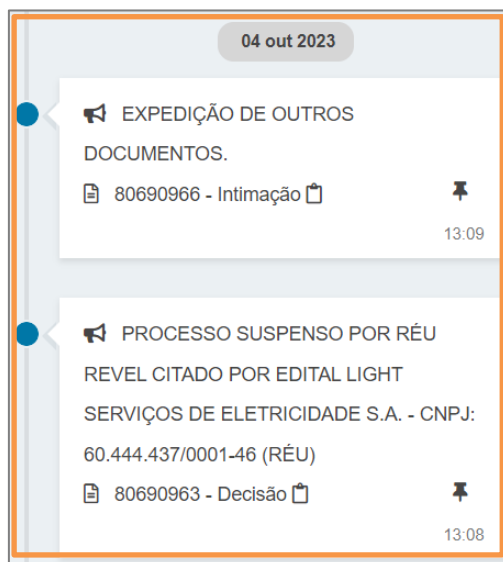 04 out 2023
EXPEDIÇÃO DE OUTROS
DOCUMENTOS.
80690966 - Intimação
13:09
PROCESSO SUSPENSO POR RÉU
REVEL CITADO POR EDITAL LIGHT
SERVIÇOS DE ELETRICIDADE S.A. - CNPJ:
60.444.437/0001-46 (RÉU)
80690963 - Decisão
13:08